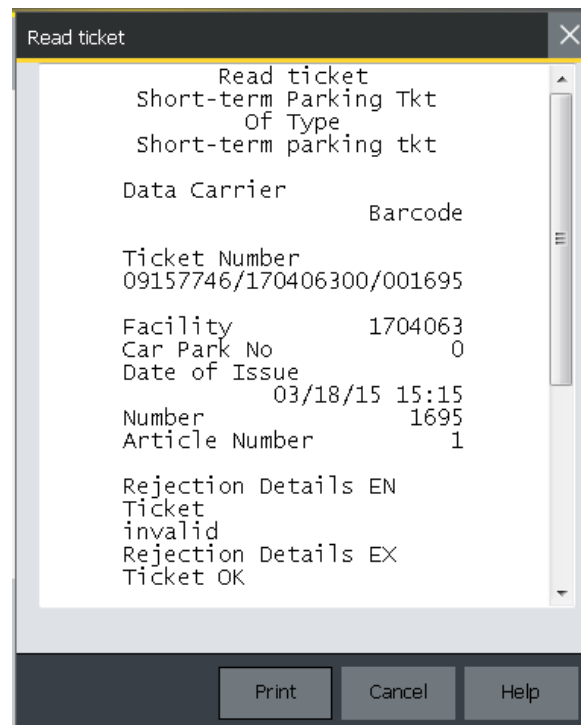 Read ticket
Read ticket
Short-term Parking Tkt
Of Type
Short-term parking tkt
Data Carrier
Barcode
Ticket Number
09157746/170406300/001695
Facility 1704063
Car Park No 0
Date of Issue
03/18/15 15:15
Number 1695
Article Number 1
Rejection Details EN
Ticket
invalid
Rejection Details EX
Ticket OK
Print Cancel Help